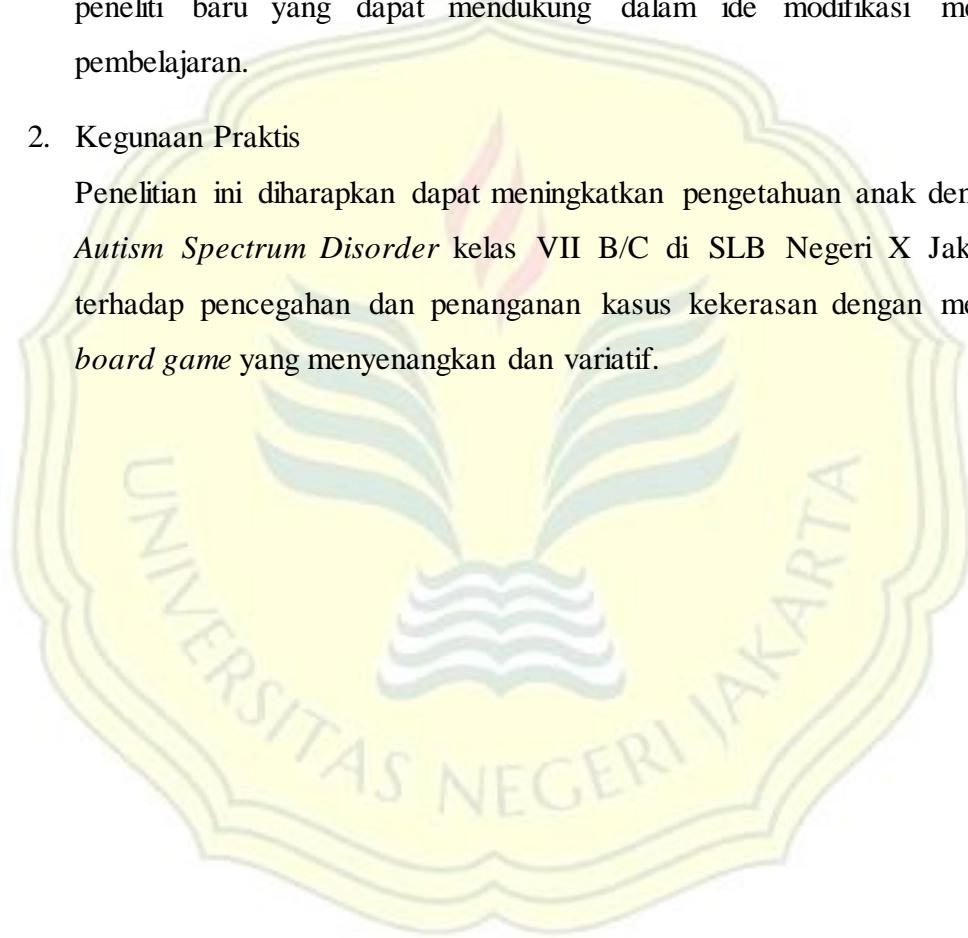 peneliti baru yang dapat mendukung dalam ide modifikasi
pembelajaran.
2. Kegunaan Praktis
Penelitian ini diharapkan dapat meningkatkan pengetahuan anak
Autism Spectrum Disorder kelas VII B/C di SLB Negeri X
terhadap pencegahan dan penanganan kasus kekerasan dengan
board game yang menyenangkan dan variatif.
UNIVERSITAS NEGERI JAKARTA